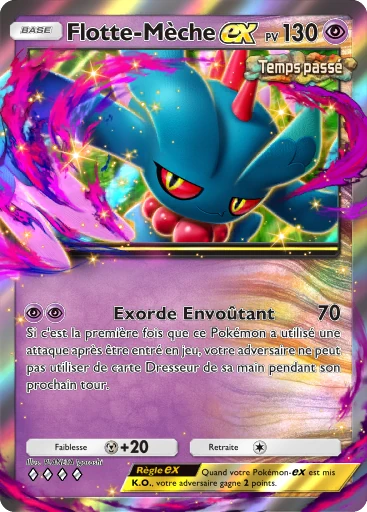 BASE Flotte-Mèche ex PV 130
Temps passé
Exorde Envoûtant 70
Si c'est la première fois que ce Pokémon a utilisé une
attaque après être entré en jeu, votre adversaire ne peut
pas utiliser de carte Dresseur de sa main pendant son
prochain tour.
Faiblesse +20 Retraite
Illus.
Règle ex Quand votre Pokémon-ex est mis
K.O., votre adversaire gagne 2 points.